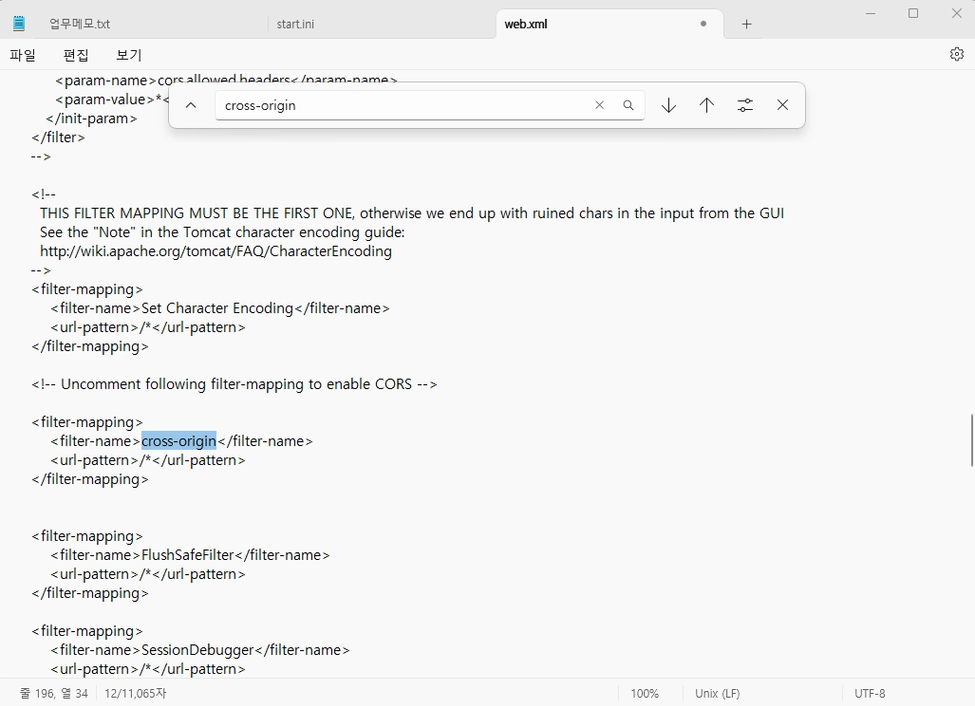 업무메모.txt
start.ini
web.xml
파일
편집
보기
<param-name>cors.allowed.headers</param-name>
<param-value>*<
cross-origin
</init-param>
</filter>
-->
<!--
THIS FILTER MAPPING MUST BE THE FIRST ONE, otherwise we end up with ruined chars in the input from the GUI
See the "Note" in the Tomcat character encoding guide:
http://wiki.apache.org/tomcat/FAQ/CharacterEncoding
-->
<filter-mapping>
<filter-name>Set Character Encoding</filter-name>
<url-pattern>/*</url-pattern>
</filter-mapping>
<!-- Uncomment following filter-mapping to enable CORS -->
<filter-mapping>
<filter-name>cross-origin</filter-name>
<url-pattern>/*</url-pattern>
</filter-mapping>
<filter-mapping>
<filter-name>FlushSafeFilter</filter-name>
<url-pattern>/*</url-pattern>
</filter-mapping>
<filter-mapping>
<filter-name>SessionDebugger</filter-name>
<url-pattern>/*</url-pattern>
줄 196, 열 34
12/11,065자
100%
Unix (LF)
UTF-8